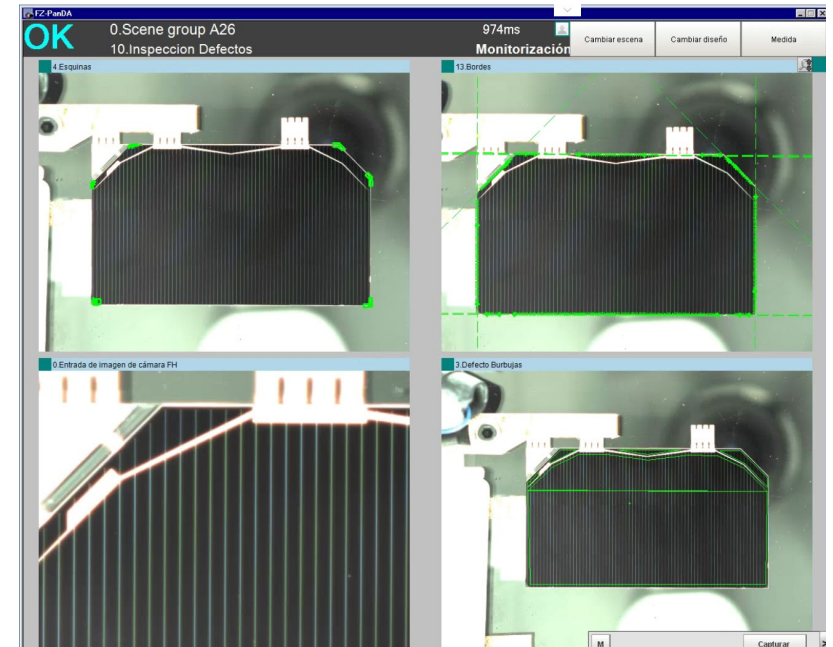 FZ-PanDA
OK
0.Scene group A26
10.Inspeccion Defectos
974ms
Monitorización
Cambiar escena
Cambiar diseño
Medida
4.Esquinas
13.Bordes
0.Entrada de imagen de cámara FH
3.Defecto Burbujas
M
Capturar
>